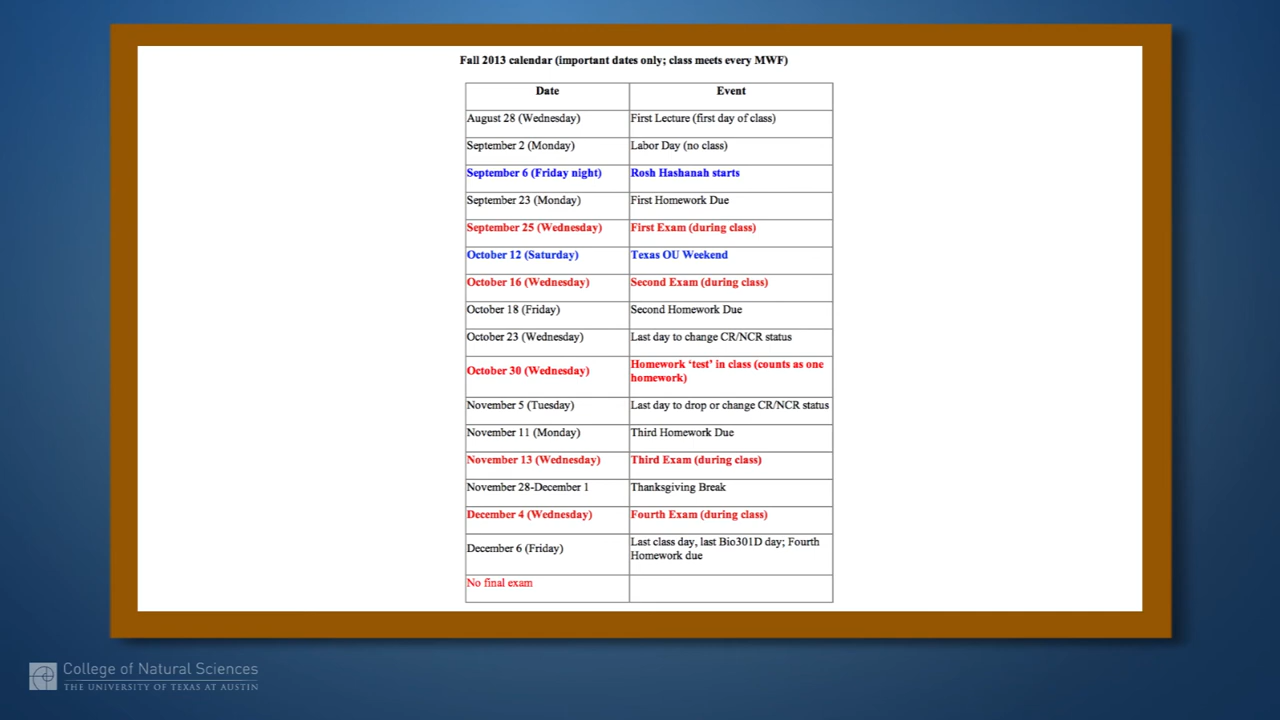 Fall 2013 calendar (important dates only; class meets every MWF)
Date Event
August 28 (Wednesday) First Lecture (first day of class)
September 2 (Monday) Labor Day (no class)
September 6 (Friday night) Rosh Hashanah starts
September 23 (Monday) First Homework Due
September 25 (Wednesday) First Exam (during class)
October 12 (Saturday) Texas OU Weekend
October 16 (Wednesday) Second Exam (during class)
October 18 (Friday) Second Homework Due
October 23 (Wednesday) Last day to change CR/NCR status
October 30 (Wednesday) Homework ‘test’ in class (counts as one
homework)
November 5 (Tuesday) Last day to drop or change CR/NCR status
November 11 (Monday) Third Homework Due
November 13 (Wednesday) Third Exam (during class)
November 28-December 1 Thanksgiving Break
December 4 (Wednesday) Fourth Exam (during class)
December 6 (Friday) Last class day, last Bio301D day; Fourth
Homework due
No final exam
College of Natural Sciences
THE UNIVERSITY OF TEXAS AT AUSTIN